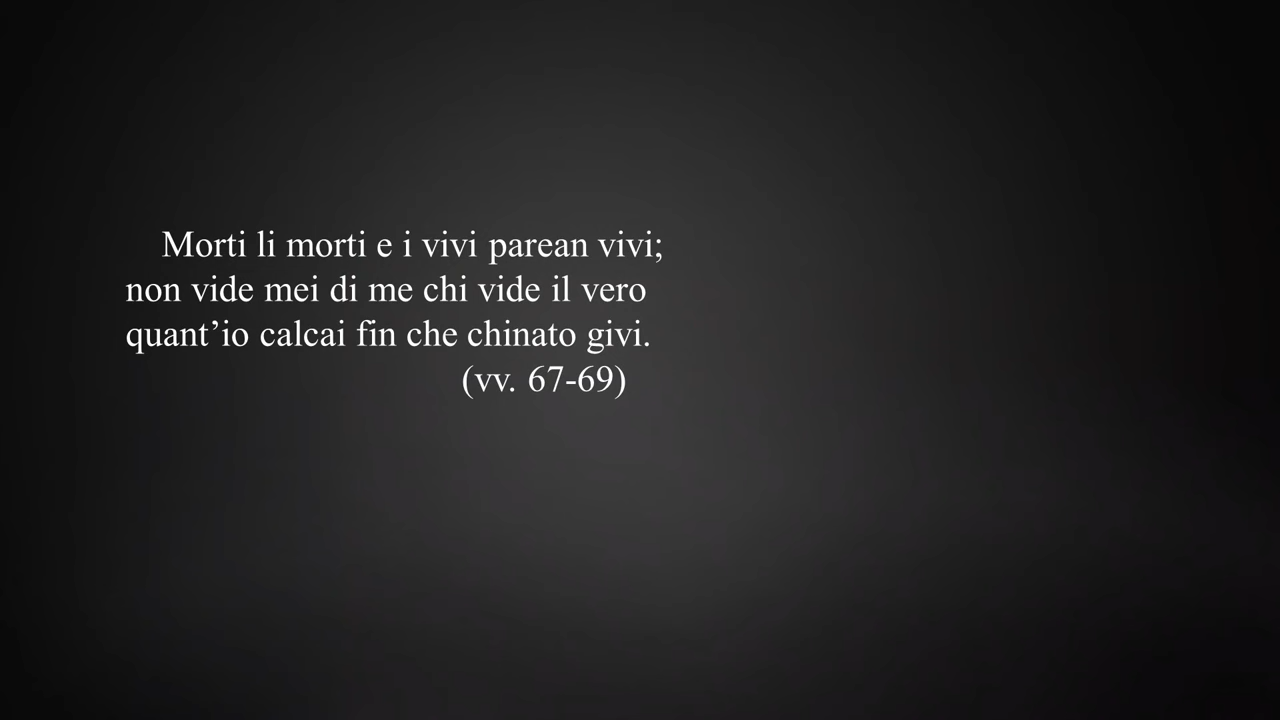 Morti li morti e i vivi parean vivi;
non vide mei di me chi vide il vero
quant’io calcai fin che chinato givi.
(vv. 67-69)